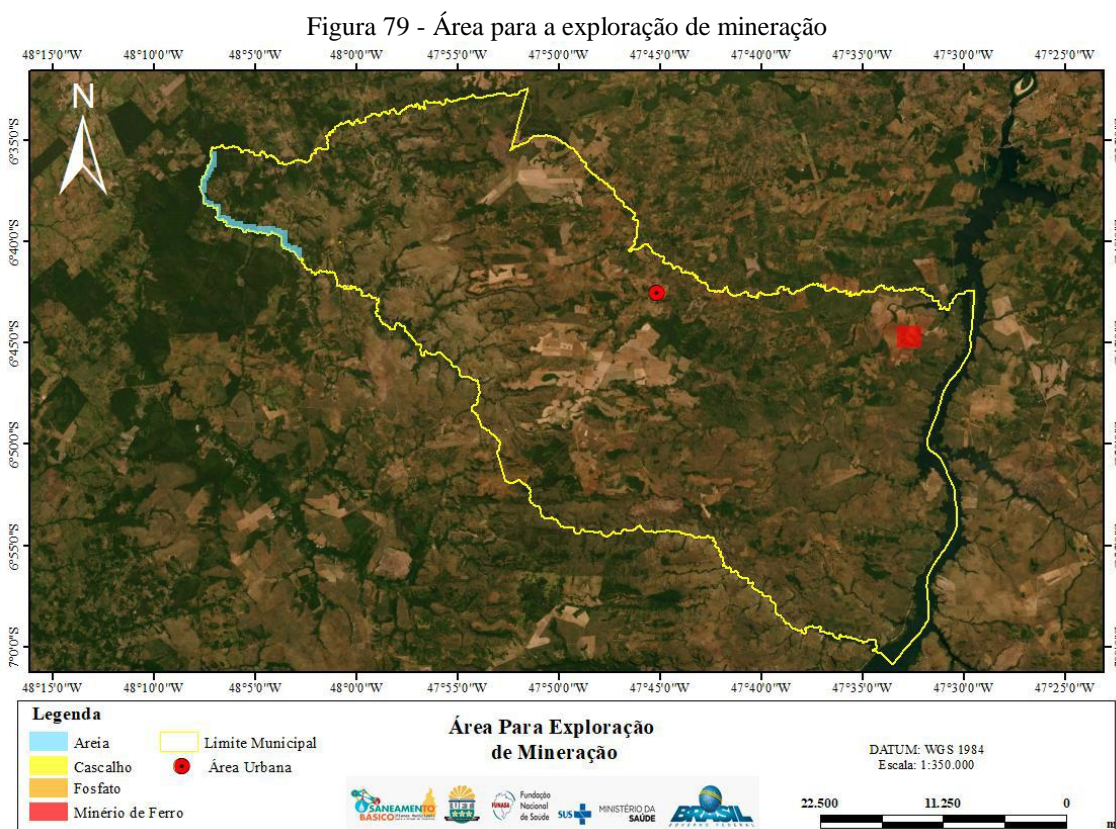 Figura 79 - Área para a exploração de mineração
48°15'0"W 48°10'0"W 48°5'0"W 48°0'0"W 47°55'0"W 47°50'0"W 47°45'0"W 47°40'0"W 47°35'0"W 47°30'0"W 47°25'0"W
N
6°35'0"S
6°40'0"S
6°45'0"S
6°50'0"S
6°55'0"S
7°0'0"S
48°15'0"W 48°10'0"W 48°5'0"W 48°0'0"W 47°55'0"W 47°50'0"W 47°45'0"W 47°40'0"W 47°35'0"W 47°30'0"W 47°25'0"W
Legenda
Areia
Cascalho
Fosfato
Minério de Ferro
Limite Municipal
Área Urbana
Área Para Exploração
de Mineração
SANEAMENTO
BÁSICO
FUNASA
Fundação
Nacional
de Saúde
SUS
MINISTÉRIO DA
SAÚDE
BRASIL
GOVERNO FEDERAL
DATUM: WGS 1984
Escala: 1:350.000
22.500 11.250 0
m